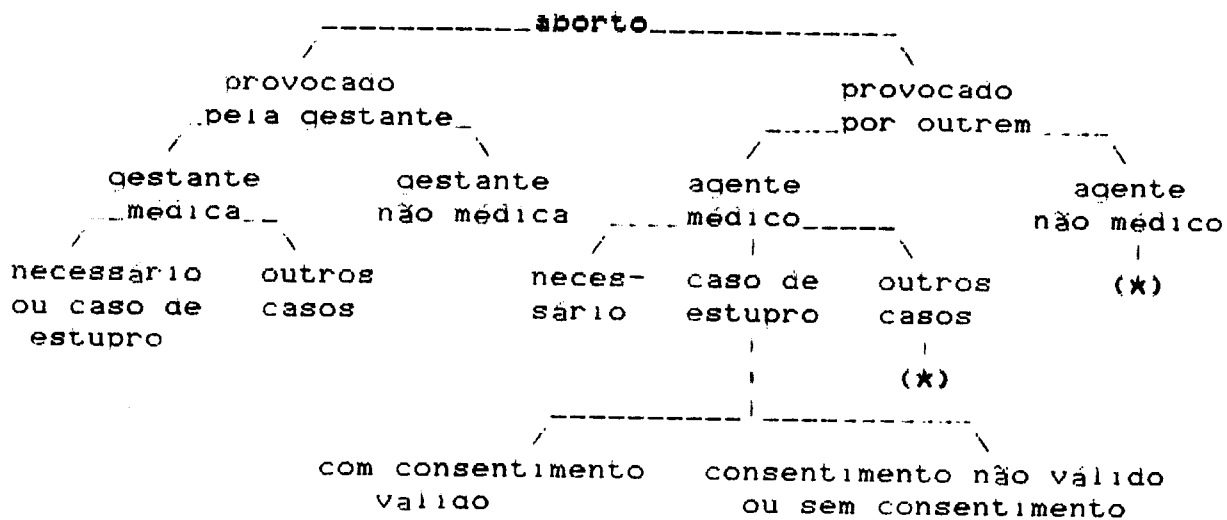 aborto
provocado provocado
pela gestante por outrem
gestante gestante agente agente
médica não médica médico não médico
necessário outros neces- caso de outros (*)
ou caso de casos sário estupro casos
estupro
(*)
com consentimento consentimento não válido
valido ou sem consentimento